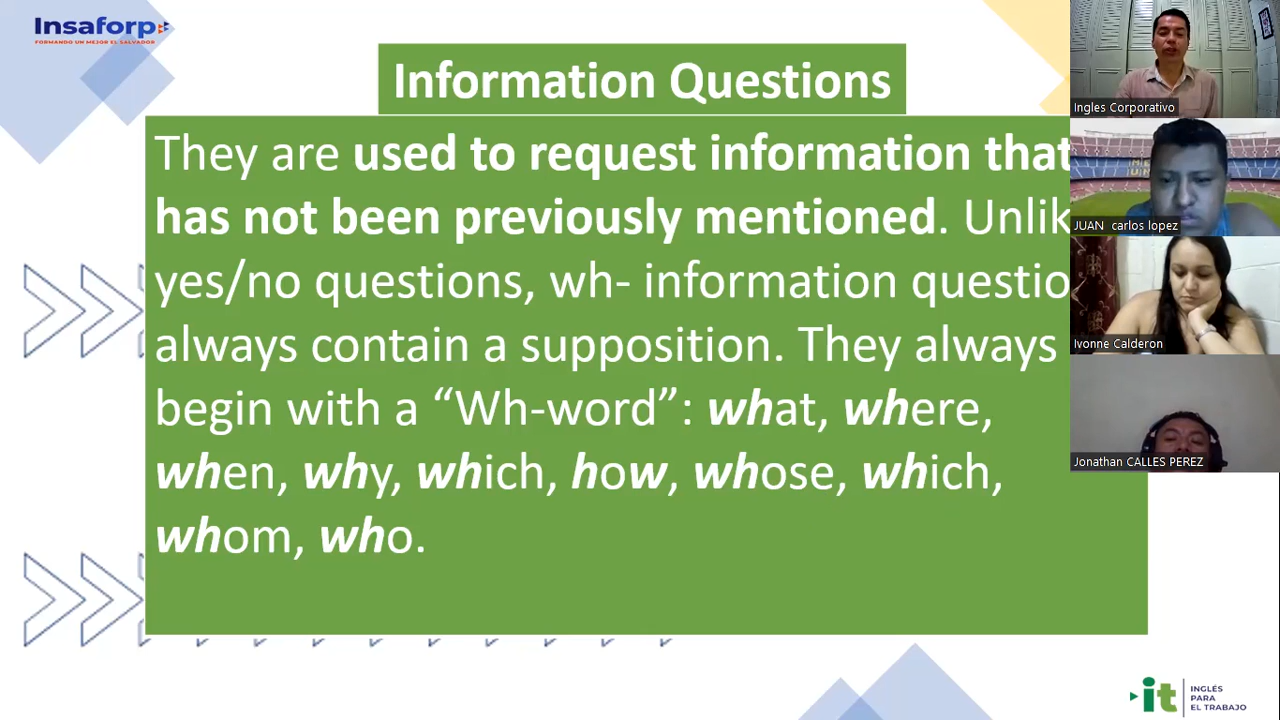 Insaforp
FORMANDO UN MEJOR EL SALVADOR
Information Questions
They are used to request information that
has not been previously mentioned. Unlik
yes/no questions, wh- information questio
always contain a supposition. They always
begin with a “Wh-word”: what, where,
when, why, which, how, whose, which,
whom, who.
Ingles Corporativo
JUAN carlos lopez
Ivonne Calderon
Jonathan CALLES PEREZ
it
INGLÉS
PARA
EL TRABAJO